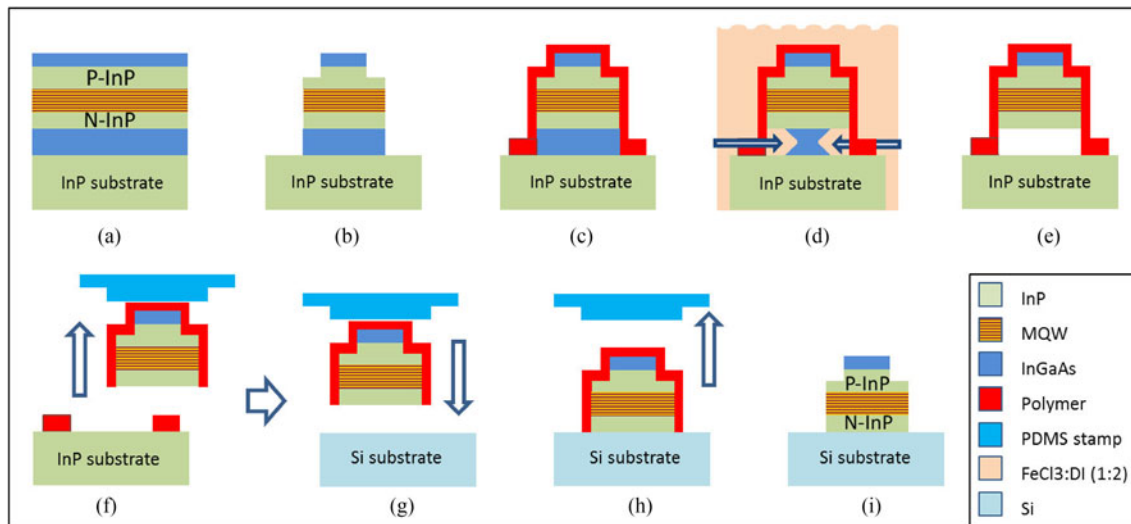 P-InP
N-InP
InP substrate
(a)
InP substrate
(b)
InP substrate
(c)
InP substrate
(d)
InP substrate
(e)
InP substrate
(f)
Si substrate
(g)
Si substrate
(h)
P-InP
N-InP
Si substrate
(i)
InP
MQW
InGaAs
Polymer
PDMS stamp
FeCl3:DI (1:2)
Si